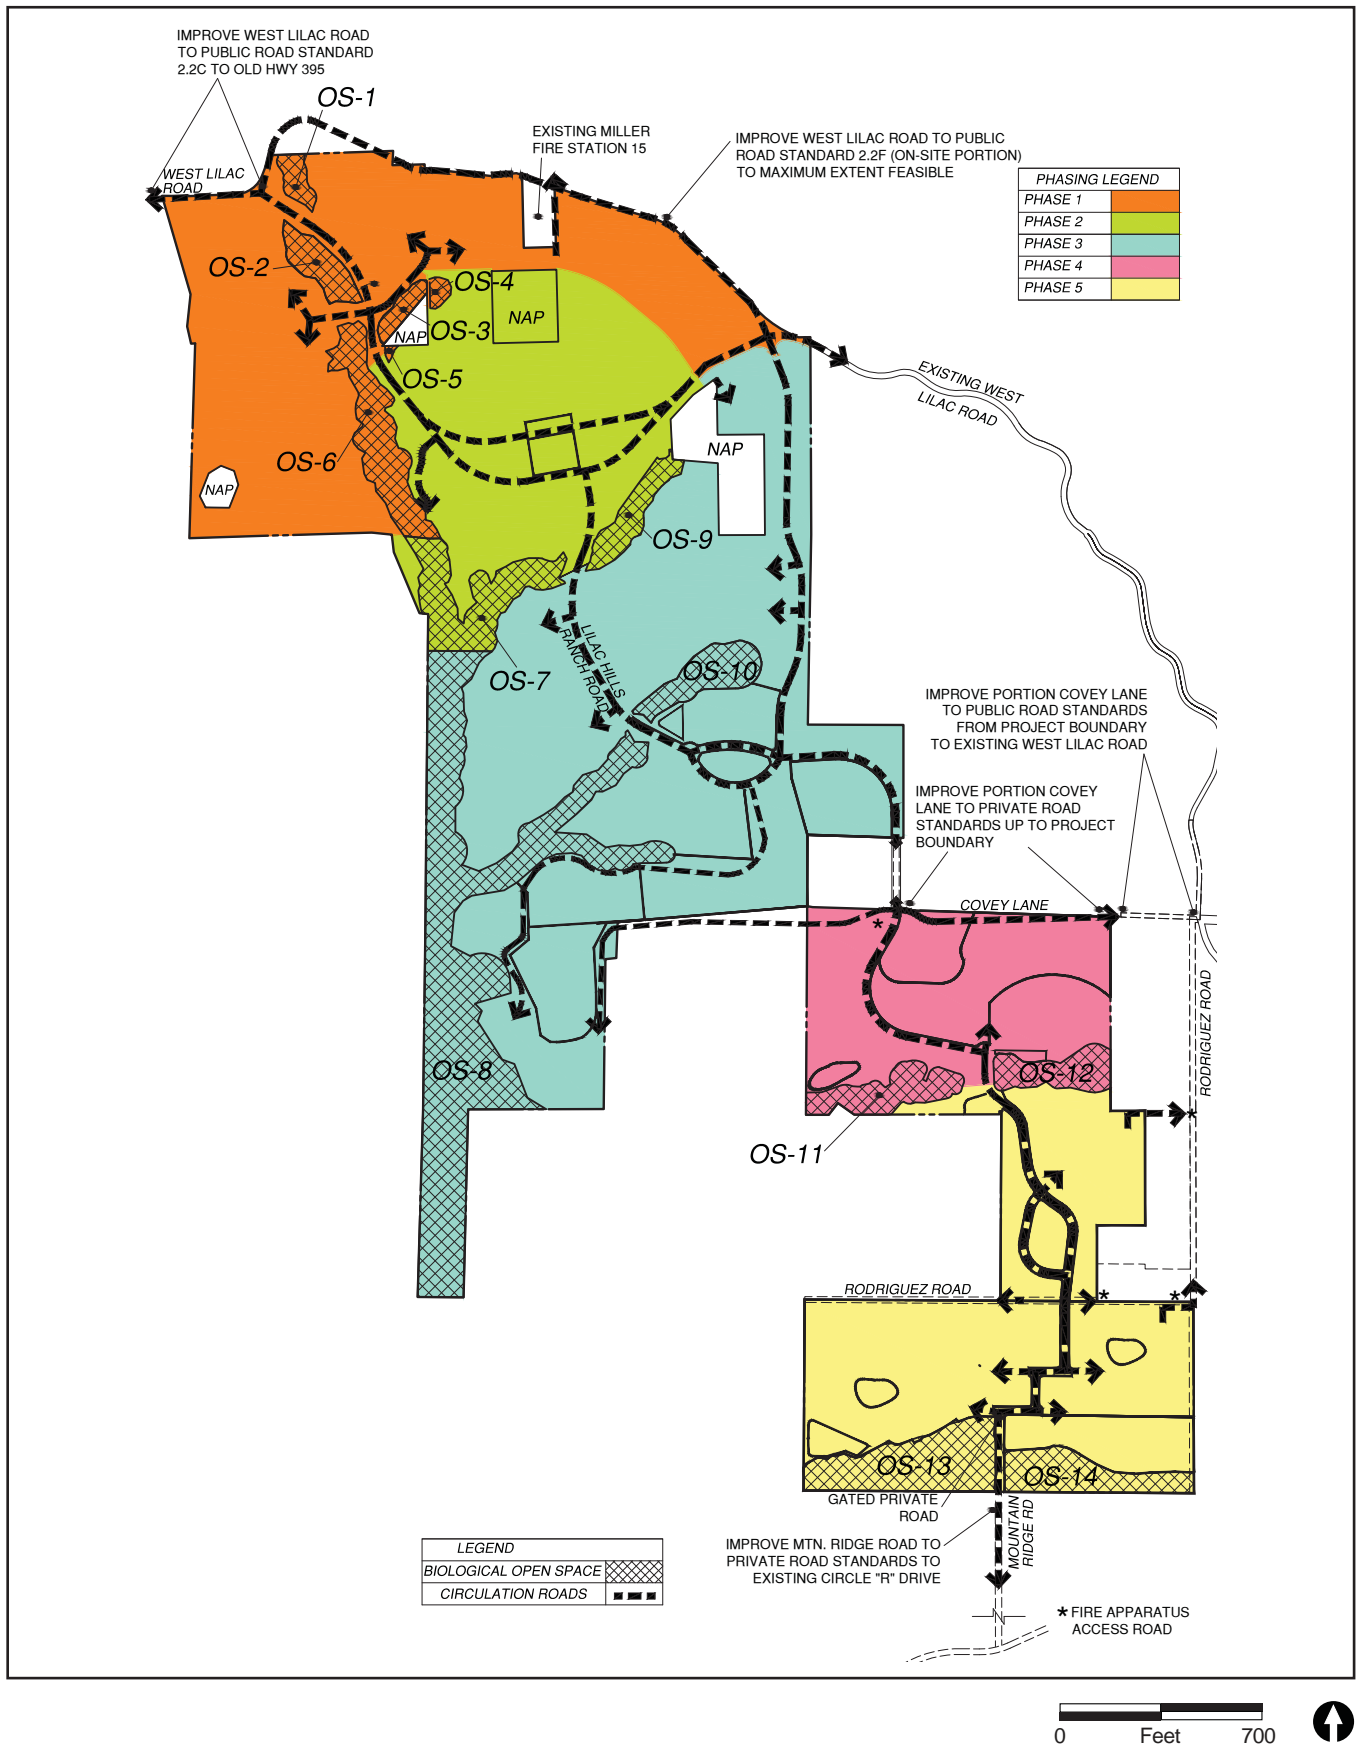 IMPROVE WEST LILAC ROAD
TO PUBLIC ROAD STANDARD
2.2C TO OLD HWY 395
OS-1
EXISTING MILLER
FIRE STATION 15
IMPROVE WEST LILAC ROAD TO PUBLIC
ROAD STANDARD 2.2F (ON-SITE PORTION)
TO MAXIMUM EXTENT FEASIBLE
WEST LILAC
ROAD
PHASING LEGEND
PHASE 1
PHASE 2
PHASE 3
PHASE 4
PHASE 5
OS-2
OS-4
NAP
OS-3
NAP
OS-5
EXISTING WEST
LILAC ROAD
OS-6
NAP
NAP
OS-9
LILAC HILLS
RANCH ROAD
OS-10
OS-7
IMPROVE PORTION COVEY LANE
TO PUBLIC ROAD STANDARDS
FROM PROJECT BOUNDARY
TO EXISTING WEST LILAC ROAD
IMPROVE PORTION COVEY
LANE TO PRIVATE ROAD
STANDARDS UP TO PROJECT
BOUNDARY
COVEY LANE
*
RODRIGUEZ ROAD
OS-8
OS-12
*
OS-11
RODRIGUEZ ROAD
*
*
OS-13
OS-14
GATED PRIVATE
ROAD
MOUNTAIN
RIDGE RD
IMPROVE MTN. RIDGE ROAD TO
PRIVATE ROAD STANDARDS TO
EXISTING CIRCLE "R" DRIVE
LEGEND
BIOLOGICAL OPEN SPACE
CIRCULATION ROADS
* FIRE APPARATUS
ACCESS ROAD
0 Feet 700